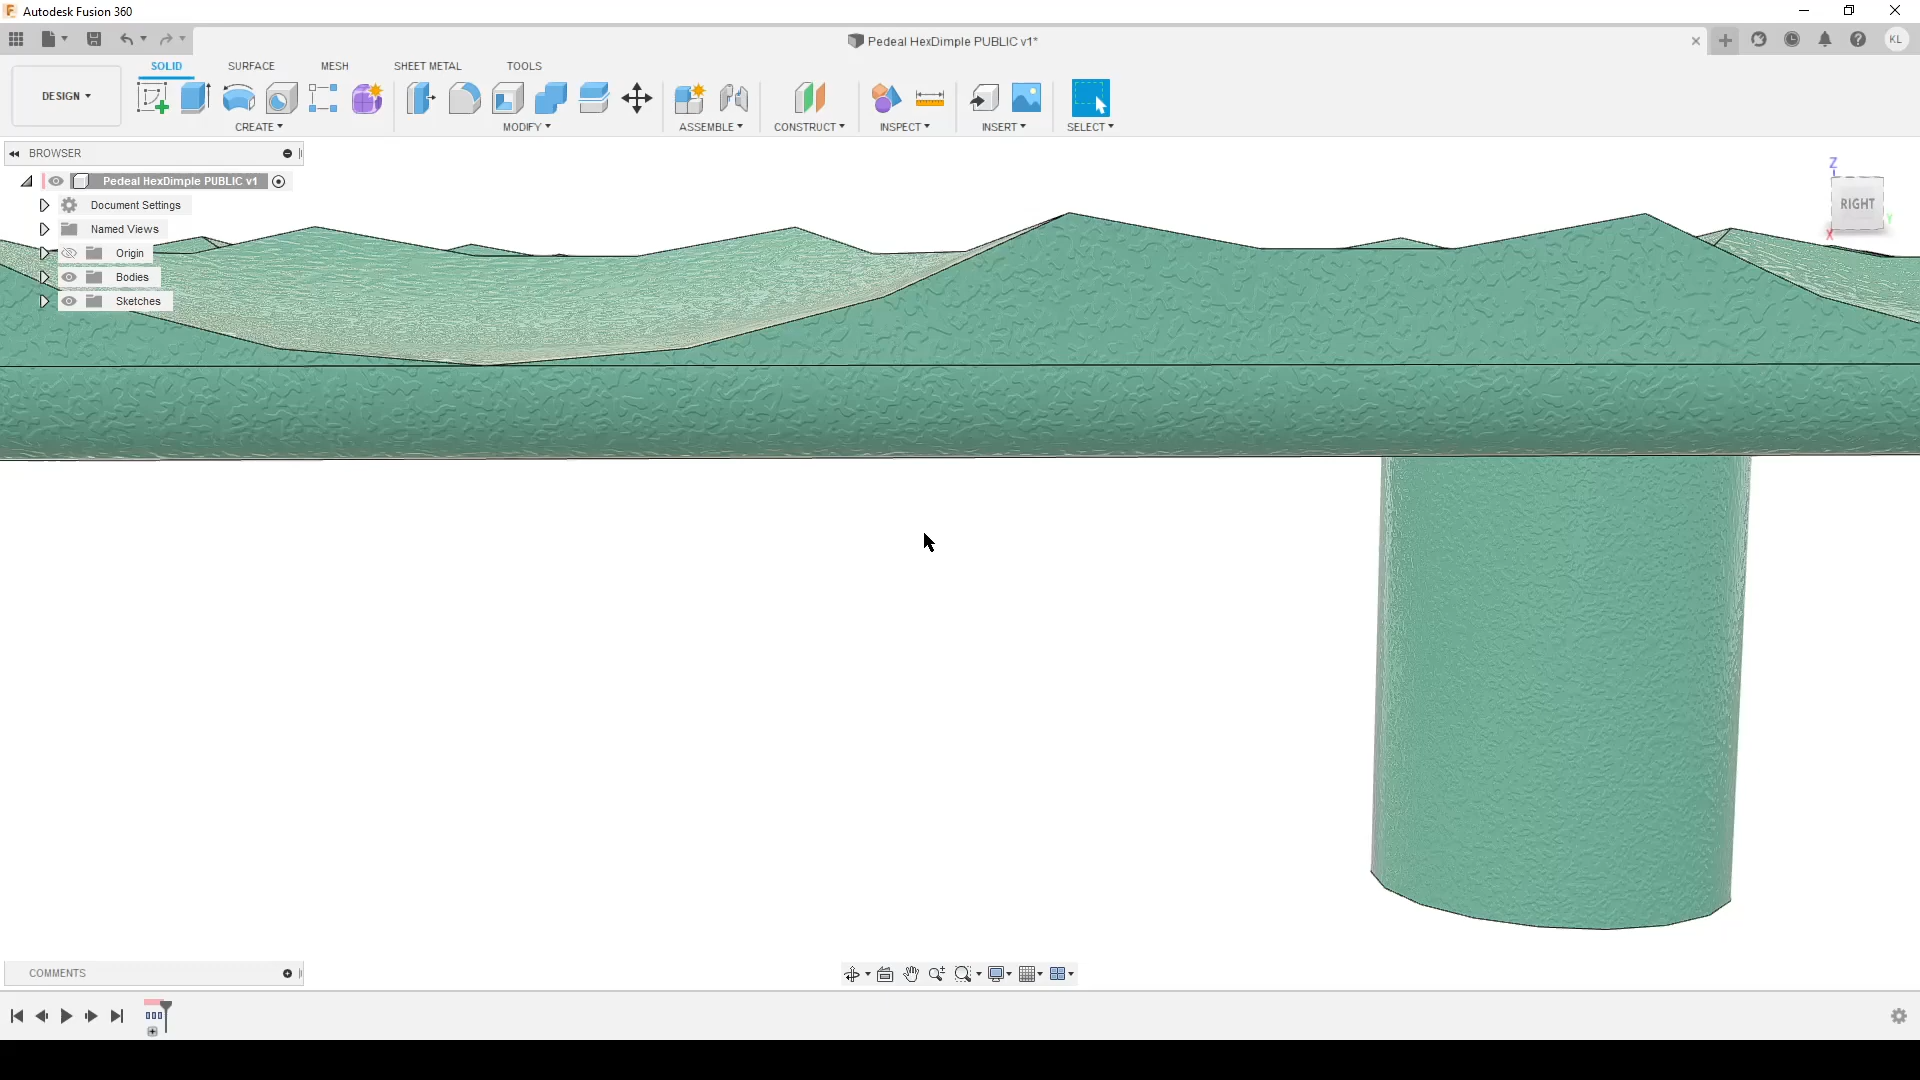 Autodesk Fusion 360
Pedeal HexDimple PUBLIC v1*
KL
DESIGN
SOLID SURFACE MESH SHEET METAL TOOLS
CREATE MODIFY ASSEMBLE CONSTRUCT INSPECT INSERT SELECT
BROWSER
Pedeal HexDimple PUBLIC v1
Document Settings
Named Views
Origin
Bodies
Sketches
Z
RIGHT
Y
X
COMMENTS